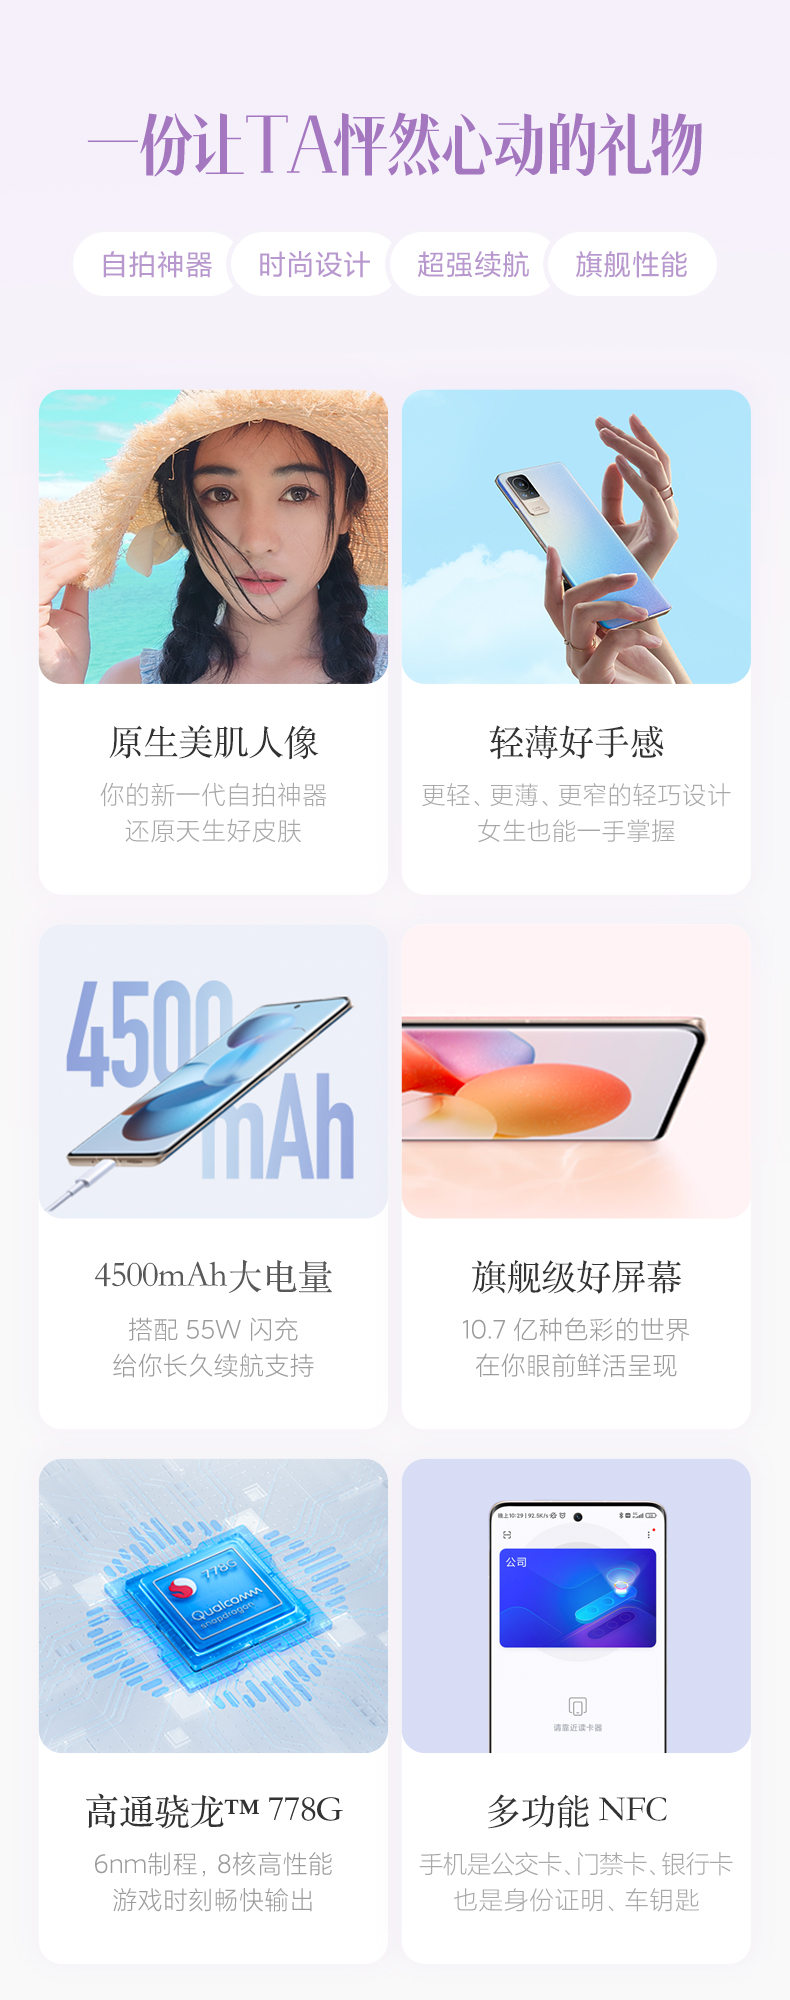 一份让TA怦然心动的礼物
自拍神器 时尚设计 超强续航 旗舰性能
原生美肌人像
你的新一代自拍神器
还原天生好皮肤
轻薄好手感
更轻、更薄、更窄的轻巧设计
女生也能一手掌握
4500
mAh
4500mAh大电量
搭配 55W 闪充
给你长久续航支持
旗舰级好屏幕
10.7 亿种色彩的世界
在你眼前鲜活呈现
778G
Qualcomm
snapdragon
高通骁龙™ 778G
6nm制程，8核高性能
游戏时刻畅快输出
晚上10:29 | 92.5K/s
公司
请靠近读卡器
多功能 NFC
手机是公交卡、门禁卡、银行卡
也是身份证明、车钥匙